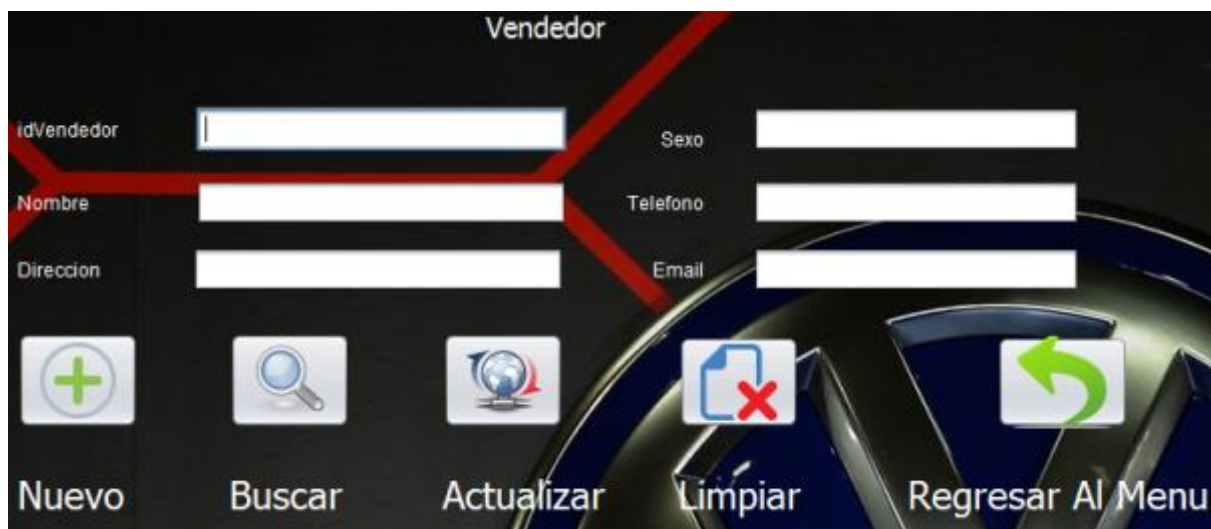 Vendedor
idVendedor
Sexo
Nombre
Telefono
Direccion
Email
Nuevo
Buscar
Actualizar
Limpiar
Regresar Al Menu